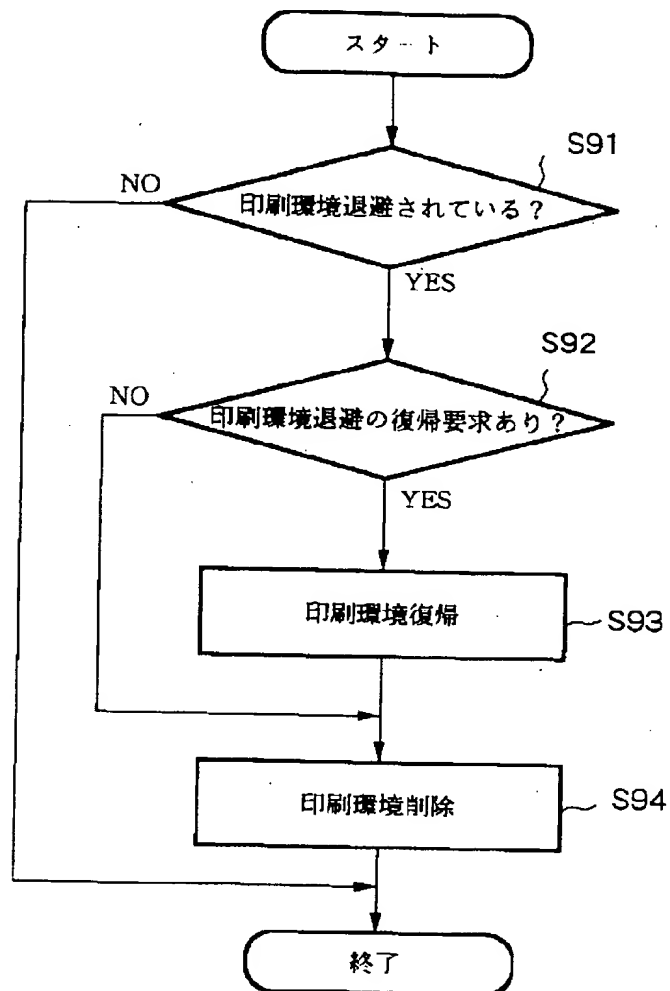 スタート
S91
NO
印刷環境退避されている？
YES
S92
NO
印刷環境退避の復帰要求あり？
YES
印刷環境復帰
S93
印刷環境削除
S94
終了